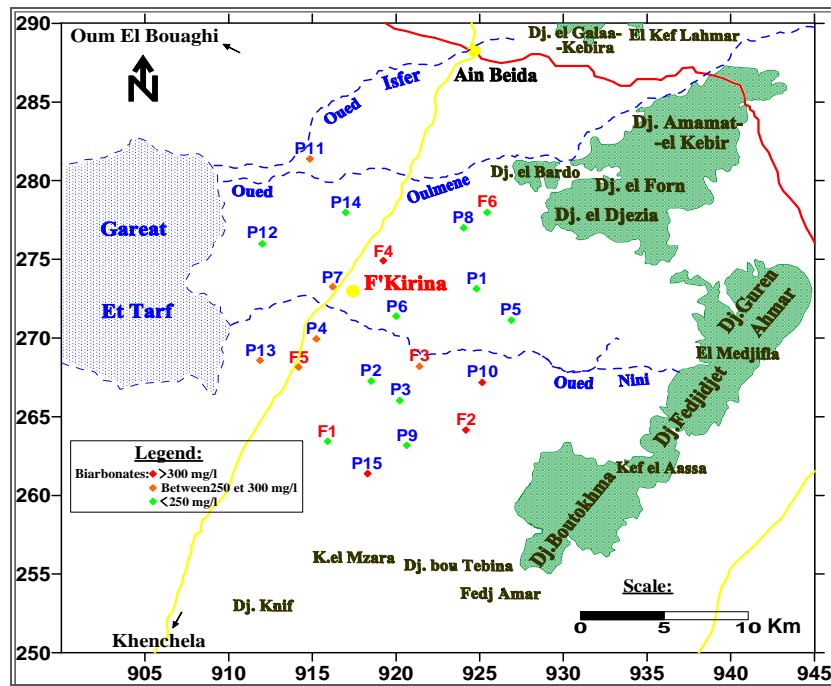 290
285
280
275
270
265
260
255
250
Oum El Bouaghi
N
Dj. el Galaa-
-Kebira
El Kef Lahmar
Ain Beida
Oued Isfer
Dj. Amamat-
-el Kebir
P11
Dj. el Bardo
Oued Oulmene
Dj. el Forn
P14
F6
Dj. el Djezia
P8
Gareat
P12
F4
P7
F'Kirina
P1
Et Tarf
P6
P5
Dj.Guren
Ahmar
P4
P13
F5
F3
El Medjifla
P2
P10
Oued Nini
P3
Dj.Fedjidjet
F1
F2
P9
P15
Legend:
Biarbonates: >300 mg/l
Between250 et 300 mg/l
<250 mg/l
Kef el Aassa
Dj.Boutokhma
K.el Mzara
Dj. bou Tebina
Fedj Amar
Dj. Knif
Scale:
0 5 10 Km
Khenchela
905 910 915 920 925 930 935 940 945